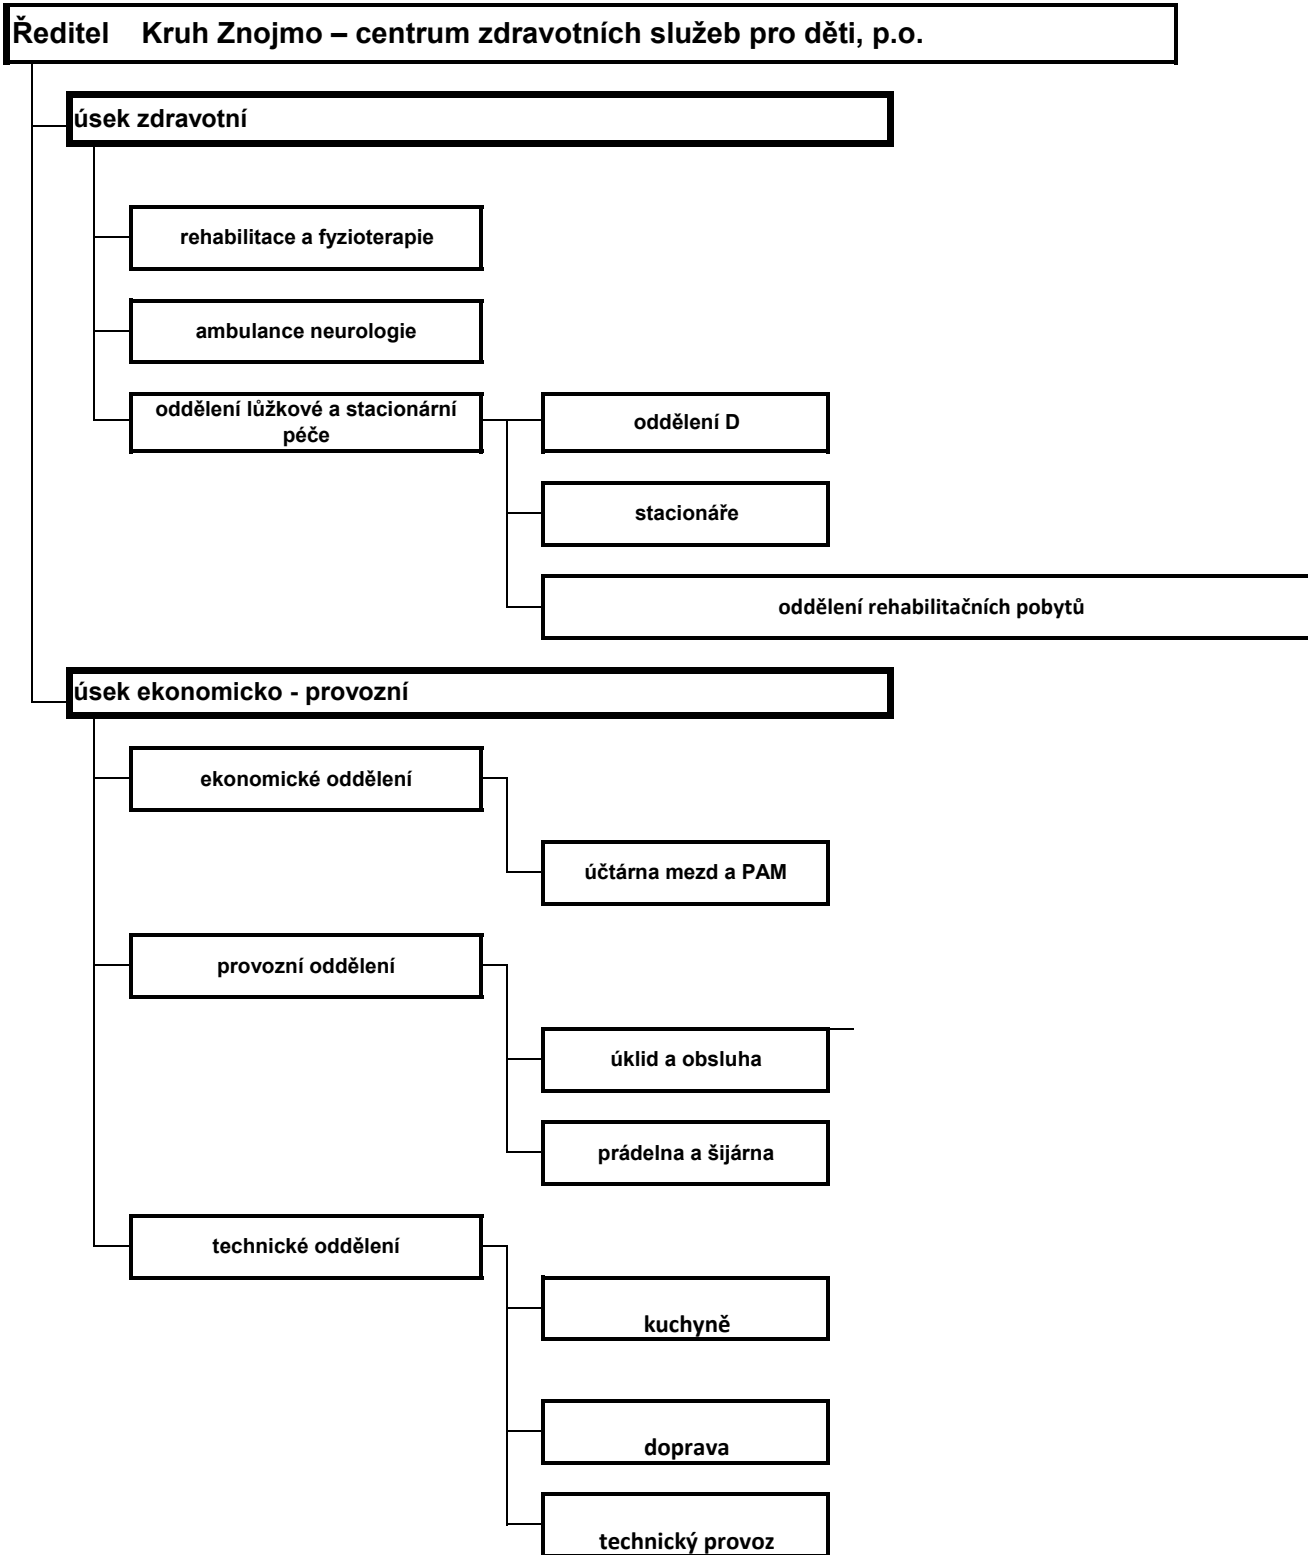 Ředitel Kruh Znojmo – centrum zdravotních služeb pro děti, p.o.
úsek zdravotní
rehabilitace a fyzioterapie
ambulance neurologie
oddělení lůžkové a stacionární
péče
oddělení D
stacionáře
oddělení rehabilitačních pobytů
úsek ekonomicko - provozní
ekonomické oddělení
účtárna mezd a PAM
provozní oddělení
úklid a obsluha
prádelna a šijárna
technické oddělení
kuchyně
doprava
technický provoz